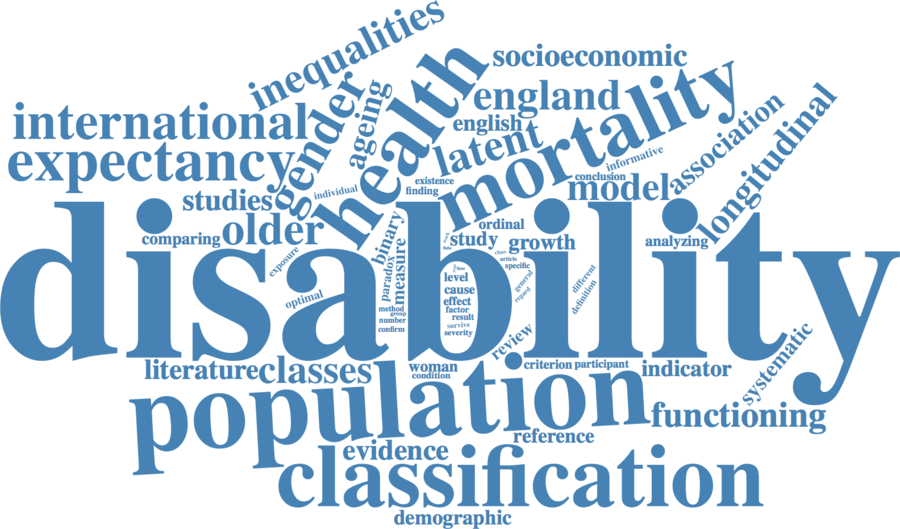 inequalities
socioeconomic
health
gender
ageing
england
mortality
international
english
latent
association
longitudinal
expectancy
informative
conclusion
existence
finding
individual
model
studies
older
comparing
binary
ordinal
study
growth
analyzing
disability
exposure
paradox
measure
class
article
specific
level
cause
effect
factor
result
survive
severity
general
regard
different
definition
optimal
method
group
number
confirm
review
systematic
literature
classes
woman
condition
criterion
participant
indicator
population
functioning
reference
evidence
classification
demographic